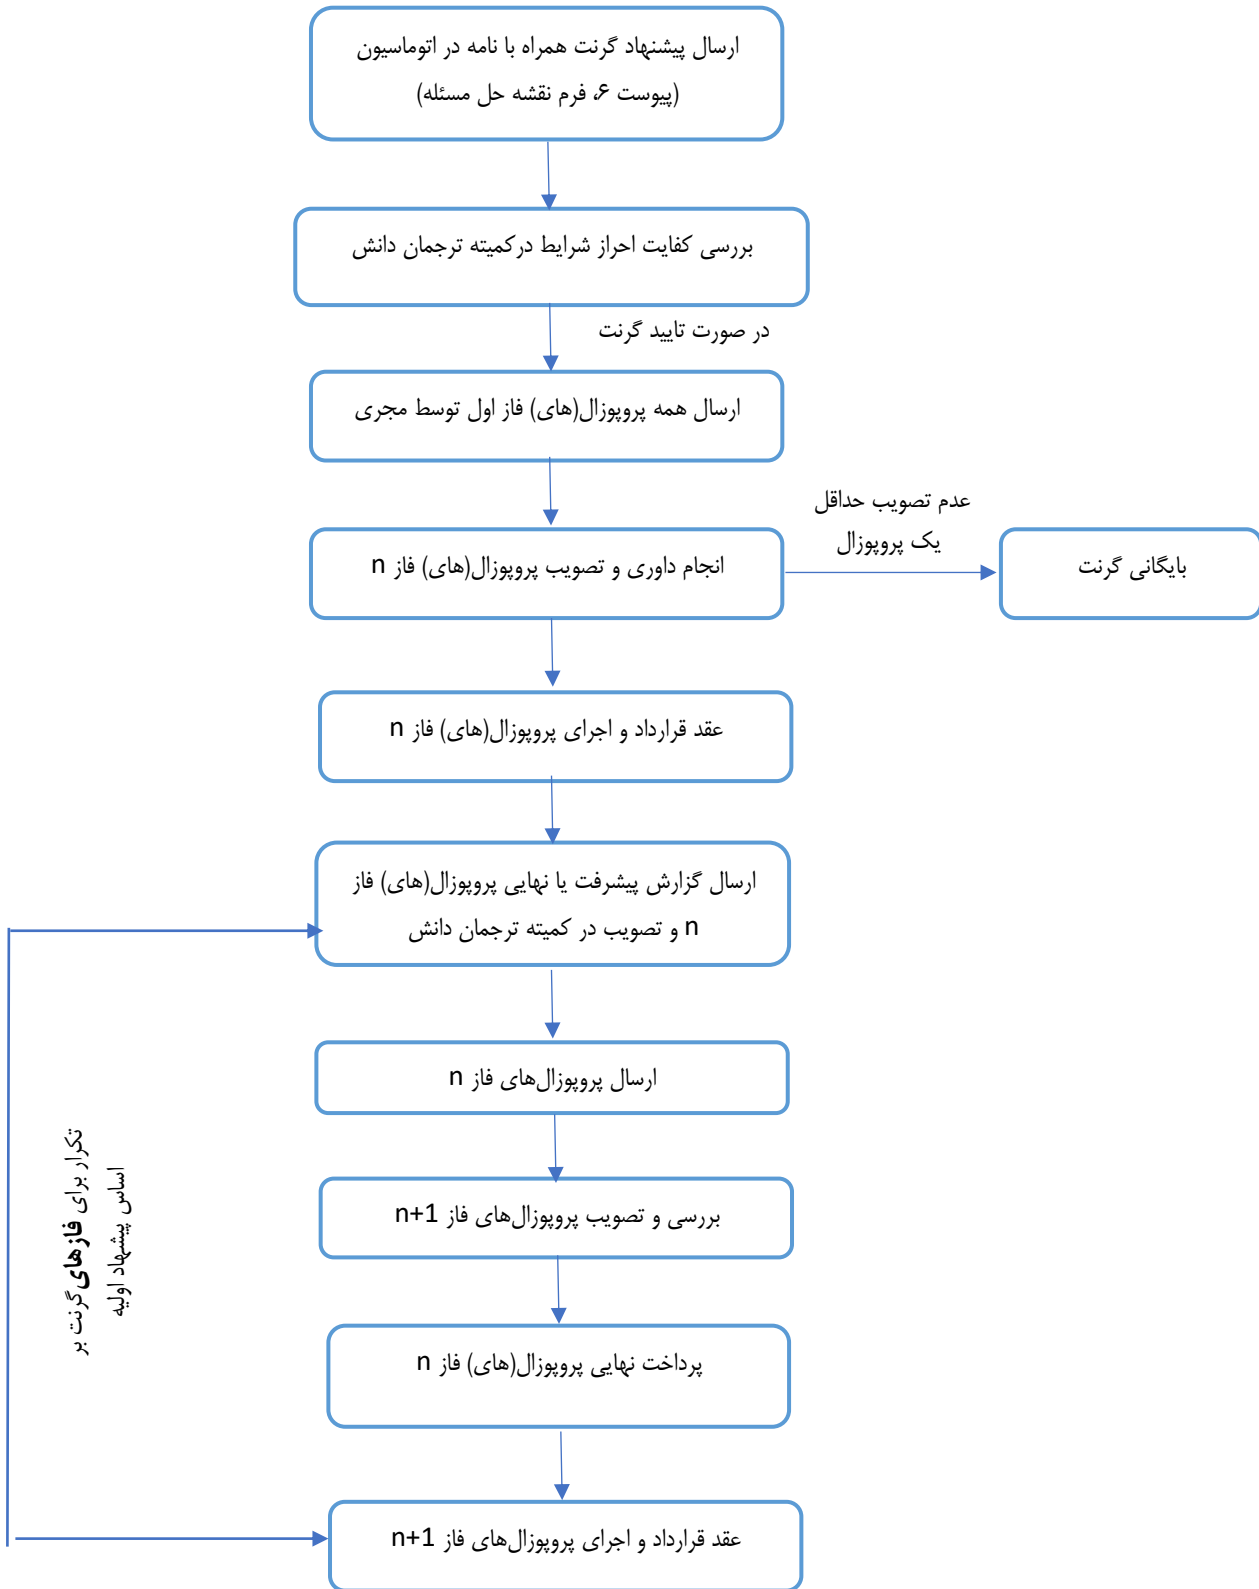 ارسال پیشنهاد گرنت همراه با نامه در اتوماسیون
(پیوست ۶، فرم نقشه حل مسئله)
بررسی کفایت احراز شرایط درکمیته ترجمان دانش
در صورت تایید گرنت
ارسال همه پروپوزال(های) فاز اول توسط مجری
عدم تصویب حداقل
یک پروپوزال
انجام داوری و تصویب پروپوزال(های) فاز n
بایگانی گرنت
عقد قرارداد و اجرای پروپوزال(های) فاز n
ارسال گزارش پیشرفت یا نهایی پروپوزال(های) فاز
n و تصویب در کمیته ترجمان دانش
ارسال پروپوزال‌های فاز n
تکرار برای فازهای گرنت بر
اساس پیشنهاد اولیه
بررسی و تصویب پروپوزال‌های فاز n+1
پرداخت نهایی پروپوزال(های) فاز n
عقد قرارداد و اجرای پروپوزال‌های فاز n+1